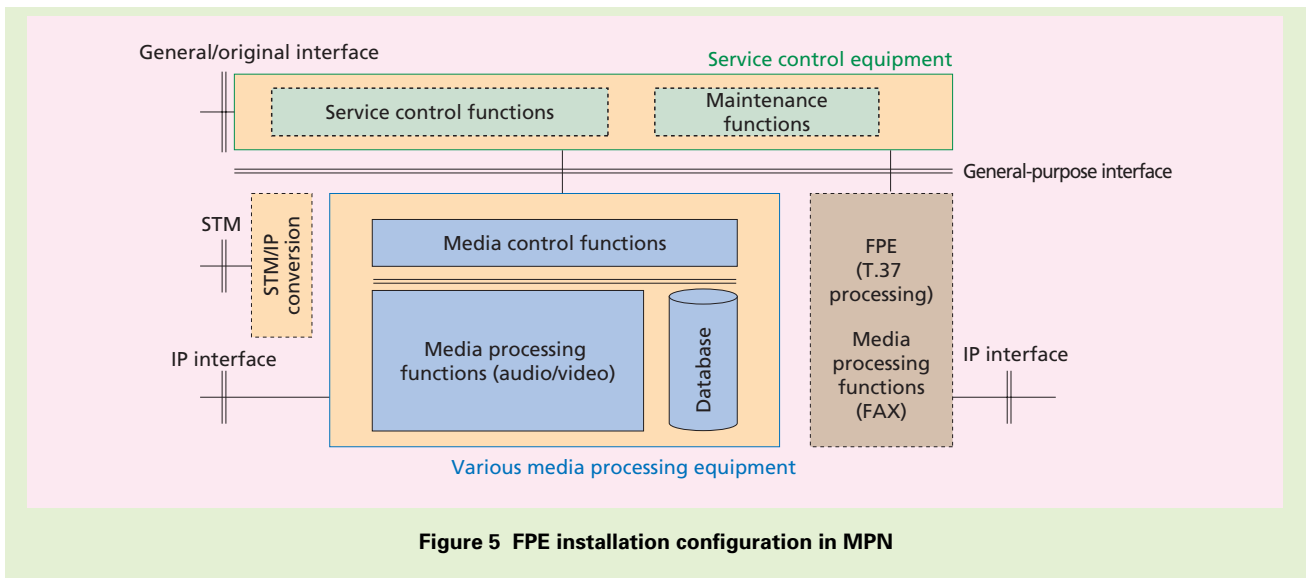 General/original interface
Service control equipment
Service control functions
Maintenance
functions
General-purpose interface
STM
STM/IP
conversion
Media control functions
FPE
(T.37
processing)
Media processing
functions (audio/video)
Database
Media
processing
functions
(FAX)
IP interface
IP interface
Various media processing equipment
Figure 5 FPE installation configuration in MPN